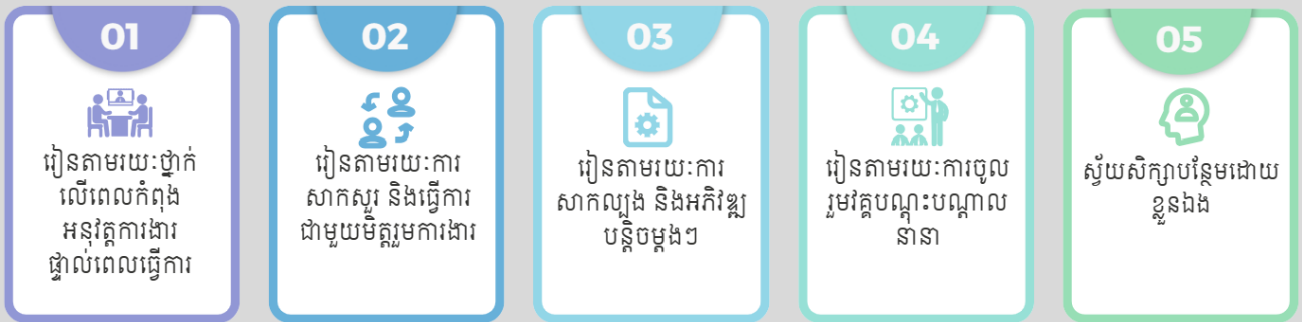 01
រៀនតាមរយៈថ្នាក់
លើពេលកំពុង
អនុវត្តការងារ
ផ្ទាល់ពេលធ្វើការ
02
រៀនតាមរយៈការ
សាកសួរ និងធ្វើការ
ជាមួយមិត្តរួមការងារ
03
រៀនតាមរយៈការ
សាកល្បង និងអភិវឌ្ឍ
បន្តិចម្តងៗ
04
រៀនតាមរយៈការចូល
រួមវគ្គបណ្តុះបណ្តាល
នានា
05
ស្វ័យសិក្សាបន្ថែមដោយ
ខ្លួនឯង